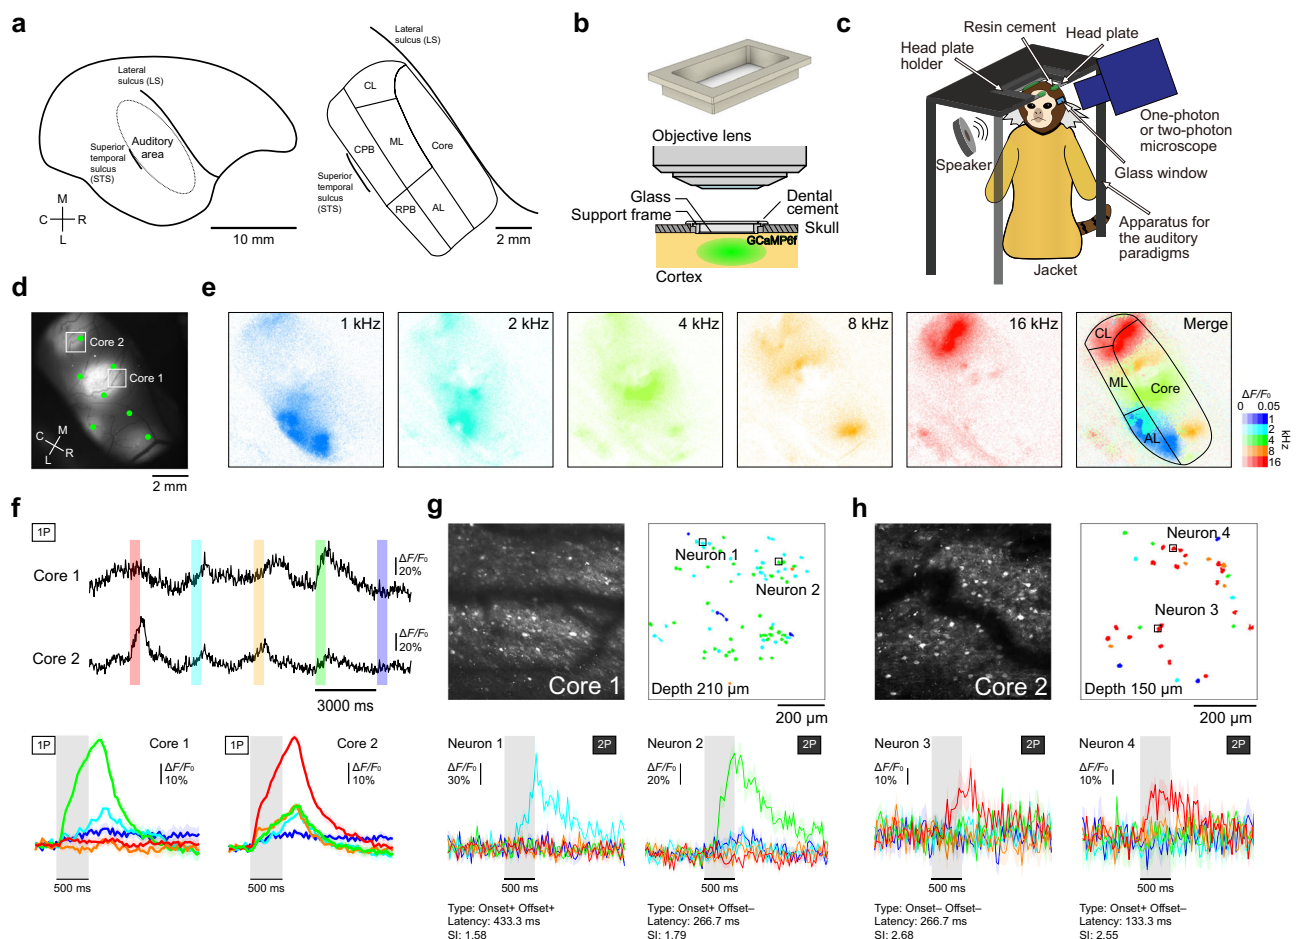 a
Lateral
sulcus (LS)
Auditory
area
Superior
temporal
sulcus
(STS)
M
C
R
L
10 mm
Lateral
sulcus (LS)
CL
ML
Core
CPB
Superior
temporal
sulcus
(STS)
RPB
AL
2 mm
b
Objective lens
Glass
Support frame
Dental
cement
Skull
GCaMP6f
Cortex
c
Resin cement
Head plate
Head plate
holder
One-photon
or two-photon
microscope
Speaker
Glass window
Apparatus for
the auditory
paradigms
Jacket
d
Core 2
Core 1
M
C
R
L
2 mm
e
1 kHz
2 kHz
4 kHz
8 kHz
16 kHz
Merge
CL
ML
Core
AL
ΔF/F₀
0 0.05
1
2
4
8
16
kHz
f
1P
Core 1
ΔF/F₀
20%
Core 2
ΔF/F₀
20%
3000 ms
1P
Core 1
ΔF/F₀
10%
500 ms
1P
Core 2
ΔF/F₀
10%
500 ms
g
Core 1
Neuron 1
Neuron 2
Depth 210 µm
200 µm
Neuron 1
2P
ΔF/F₀
30%
500 ms
Type: Onset+ Offset+
Latency: 433.3 ms
SI: 1.58
Neuron 2
2P
ΔF/F₀
20%
500 ms
Type: Onset+ Offset–
Latency: 266.7 ms
SI: 1.79
h
Core 2
Neuron 4
Neuron 3
Depth 150 µm
200 µm
Neuron 3
2P
ΔF/F₀
10%
500 ms
Type: Onset– Offset–
Latency: 266.7 ms
SI: 2.68
Neuron 4
2P
ΔF/F₀
10%
500 ms
Type: Onset+ Offset–
Latency: 133.3 ms
SI: 2.55